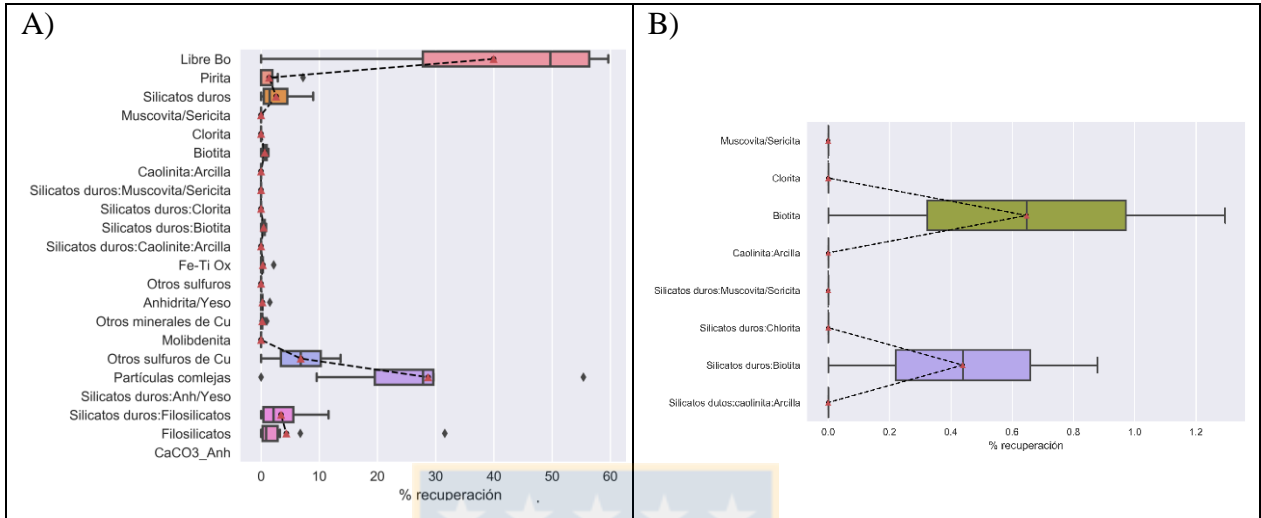 A)
Libre Bo
Pirita
Silicatos duros
Muscovita/Sericita
Clorita
Biotita
Caolinita:Arcilla
Silicatos duros:Muscovita/Sericita
Silicatos duros:Clorita
Silicatos duros:Biotita
Silicatos duros:Caolinite:Arcilla
Fe-Ti Ox
Otros sulfuros
Anhidrita/Yeso
Otros minerales de Cu
Molibdenita
Otros sulfuros de Cu
Partículas comlejas
Silicatos duros:Anh/Yeso
Silicatos duros:Filosilicatos
Filosilicatos
CaCO3_Anh
0 10 20 30 40 50 60
% recuperación
B)
Muscovita/Sericita
Clorita
Biotita
Caolinita:Arcilla
Silicatos duros:Muscovita/Sericita
Silicatos duros:Chlorita
Silicatos duros:Biotita
Silicatos dutos:caolinita:Arcilla
0.0 0.2 0.4 0.6 0.8 1.0 1.2
% recuperación